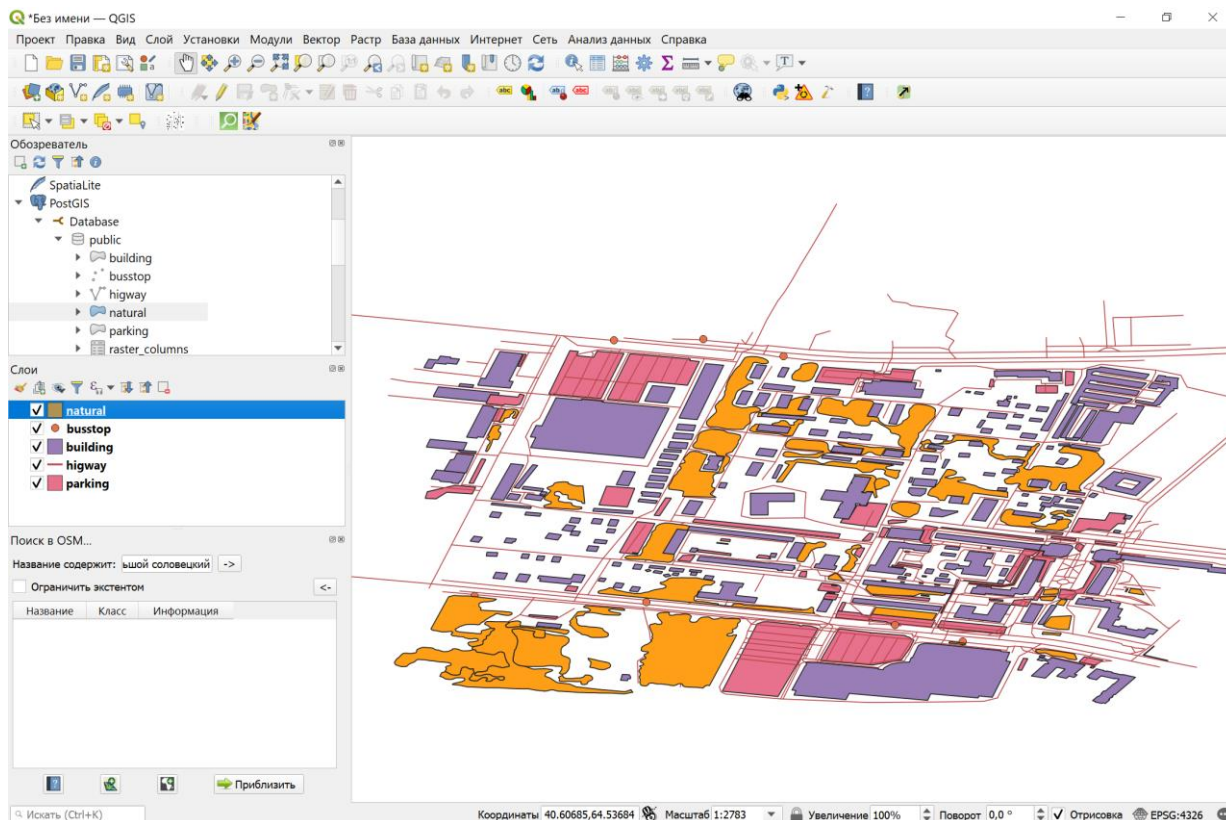 *Без имени — QGIS
Проект Правка Вид Слой Установки Модули Вектор Растр База данных Интернет Сеть Анализ данных Справка
Обозреватель
SpatiaLite
PostGIS
Database
public
building
busstop
higway
natural
parking
raster_columns
Слои
natural
busstop
building
higway
parking
Поиск в OSM...
Название содержит: ьшой соловецкий ->
Ограничить экстентом <-
Название Класс Информация
Приблизить
Искать (Ctrl+K) Координаты 40.60685,64.53684 Масштаб 1:2783 Увеличение 100% Поворот 0,0 ° Отрисовка EPSG:4326